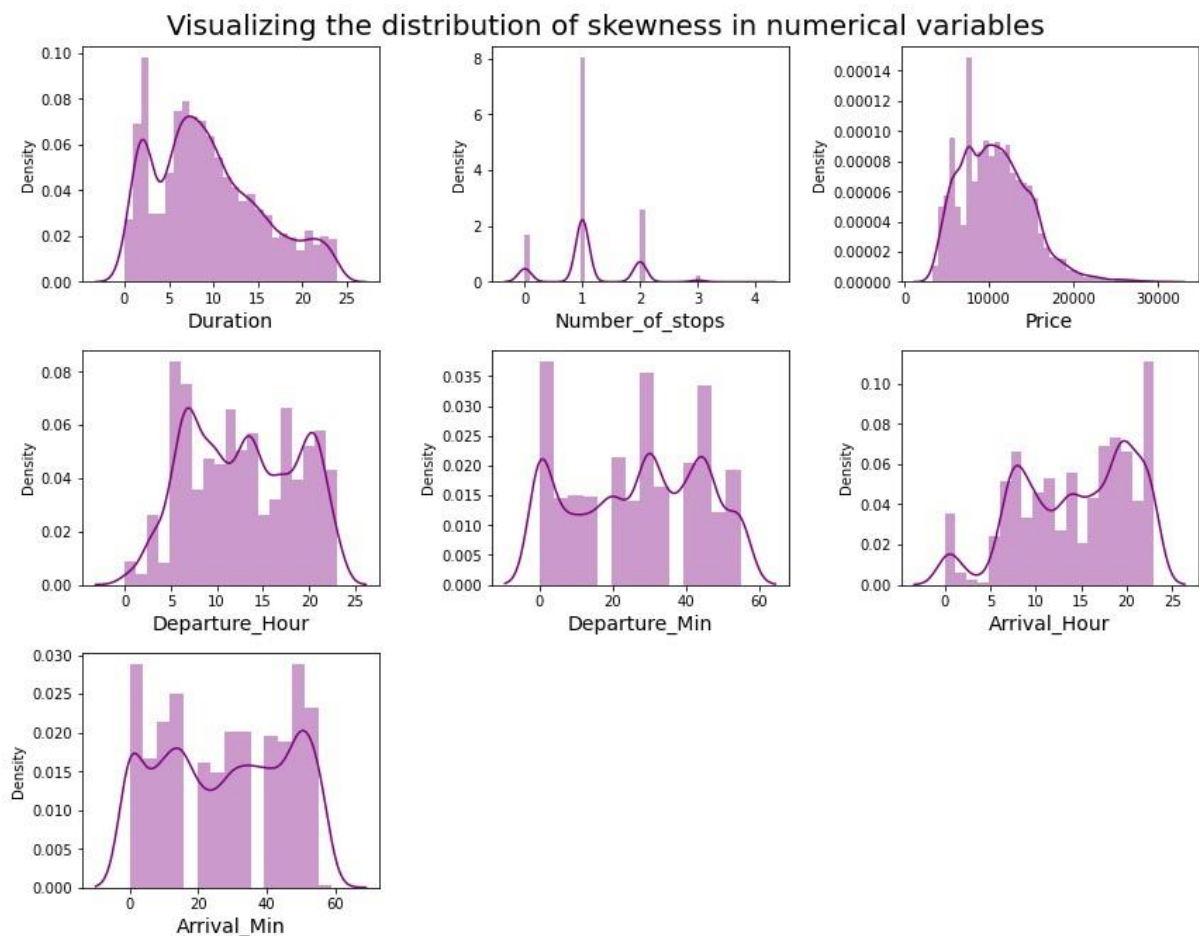 Visualizing the distribution of skewness in numerical variables
0.10
0.08
0.06
0.04
0.02
0.00
Density
0 5 10 15 20 25
Duration
8
6
4
2
0
Density
0 1 2 3 4
Number_of_stops
0.00014
0.00012
0.00010
0.00008
0.00006
0.00004
0.00002
0.00000
Density
0 10000 20000 30000
Price
0.08
0.06
0.04
0.02
0.00
Density
0 5 10 15 20 25
Departure_Hour
0.035
0.030
0.025
0.020
0.015
0.010
0.005
0.000
Density
0 20 40 60
Departure_Min
0.10
0.08
0.06
0.04
0.02
0.00
Density
0 5 10 15 20 25
Arrival_Hour
0.030
0.025
0.020
0.015
0.010
0.005
0.000
Density
0 20 40 60
Arrival_Min